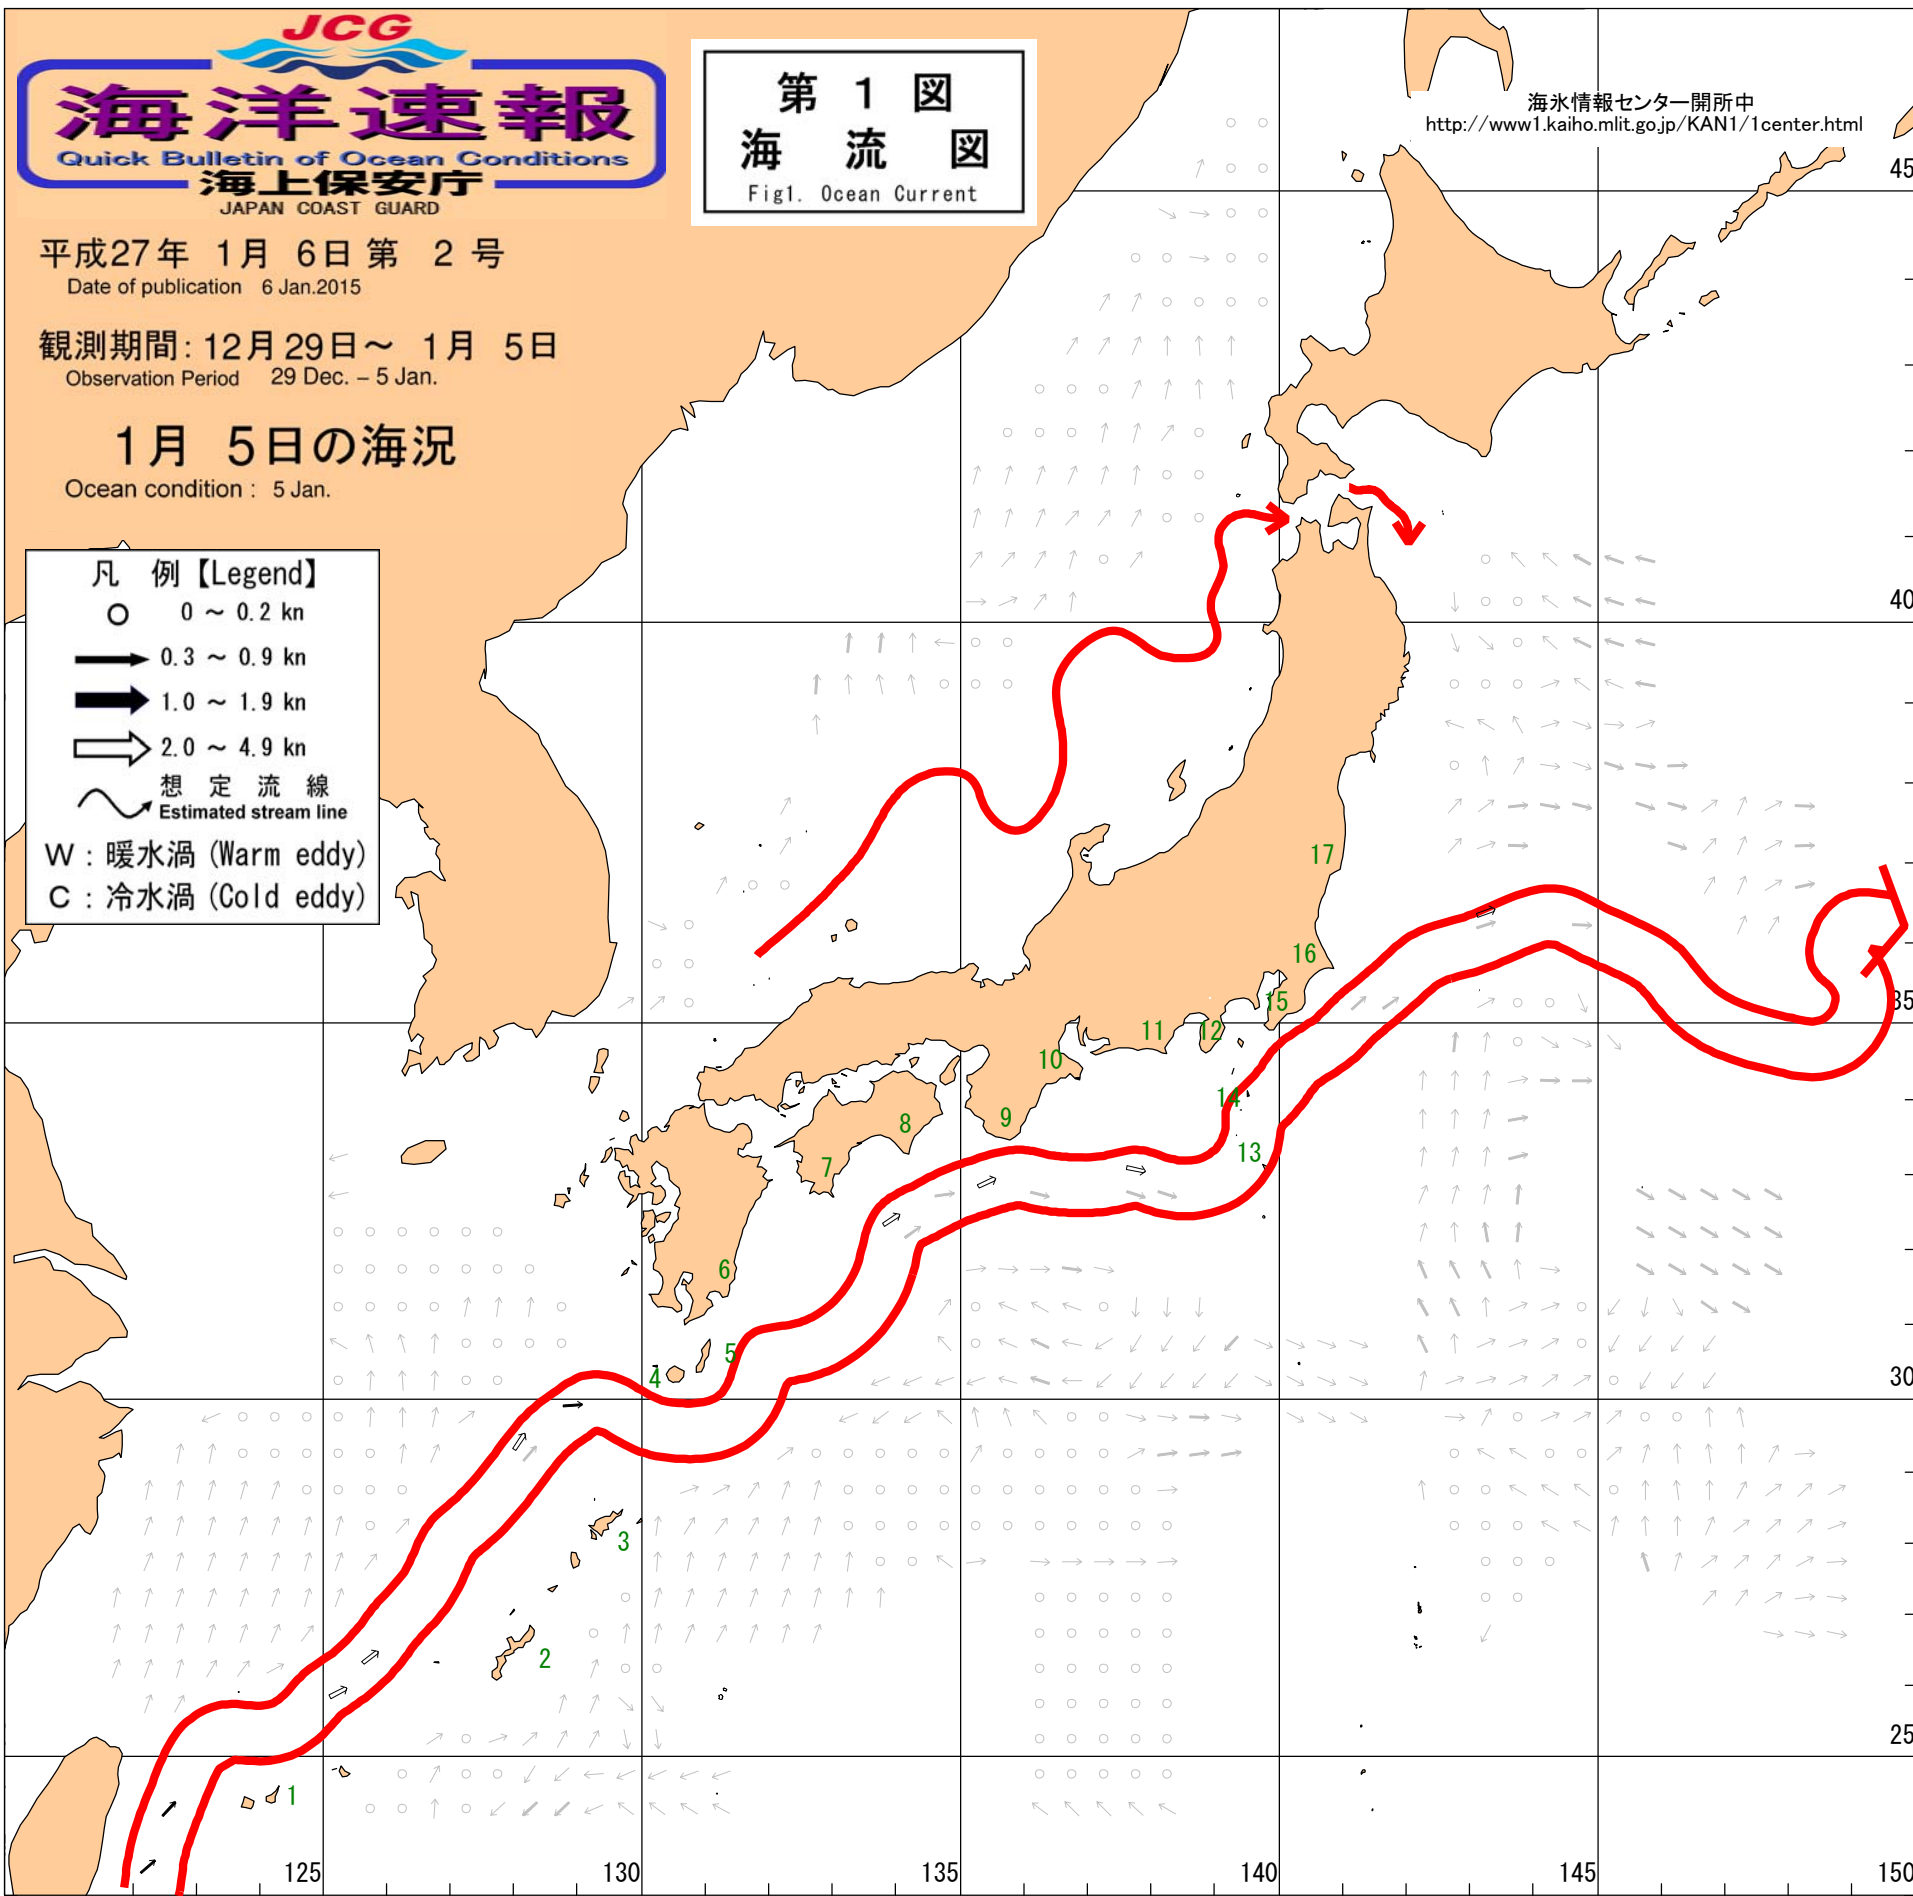 JCG
海洋速報
Quick Bulletin of Ocean Conditions
海上保安庁
JAPAN COAST GUARD
第 1 図
海 流 図
Fig1. Ocean Current
海氷情報センター開所中
http://www1.kaiho.mlit.go.jp/KAN1/1center.html
平成27年 1月 6日 第 2 号
Date of publication 6 Jan.2015
観測期間: 12月 29日～ 1月 5日
Observation Period 29 Dec. – 5 Jan.
1月 5日の海況
Ocean condition : 5 Jan.
凡 例【Legend】
0 ～ 0.2 kn
0.3 ～ 0.9 kn
1.0 ～ 1.9 kn
2.0 ～ 4.9 kn
想 定 流 線
Estimated stream line
W : 暖水渦 (Warm eddy)
C : 冷水渦 (Cold eddy)
45
40
35
30
25
17
16
15
14
13
12
11
10
9
8
7
6
5
4
3
2
1
125
130
135
140
145
150